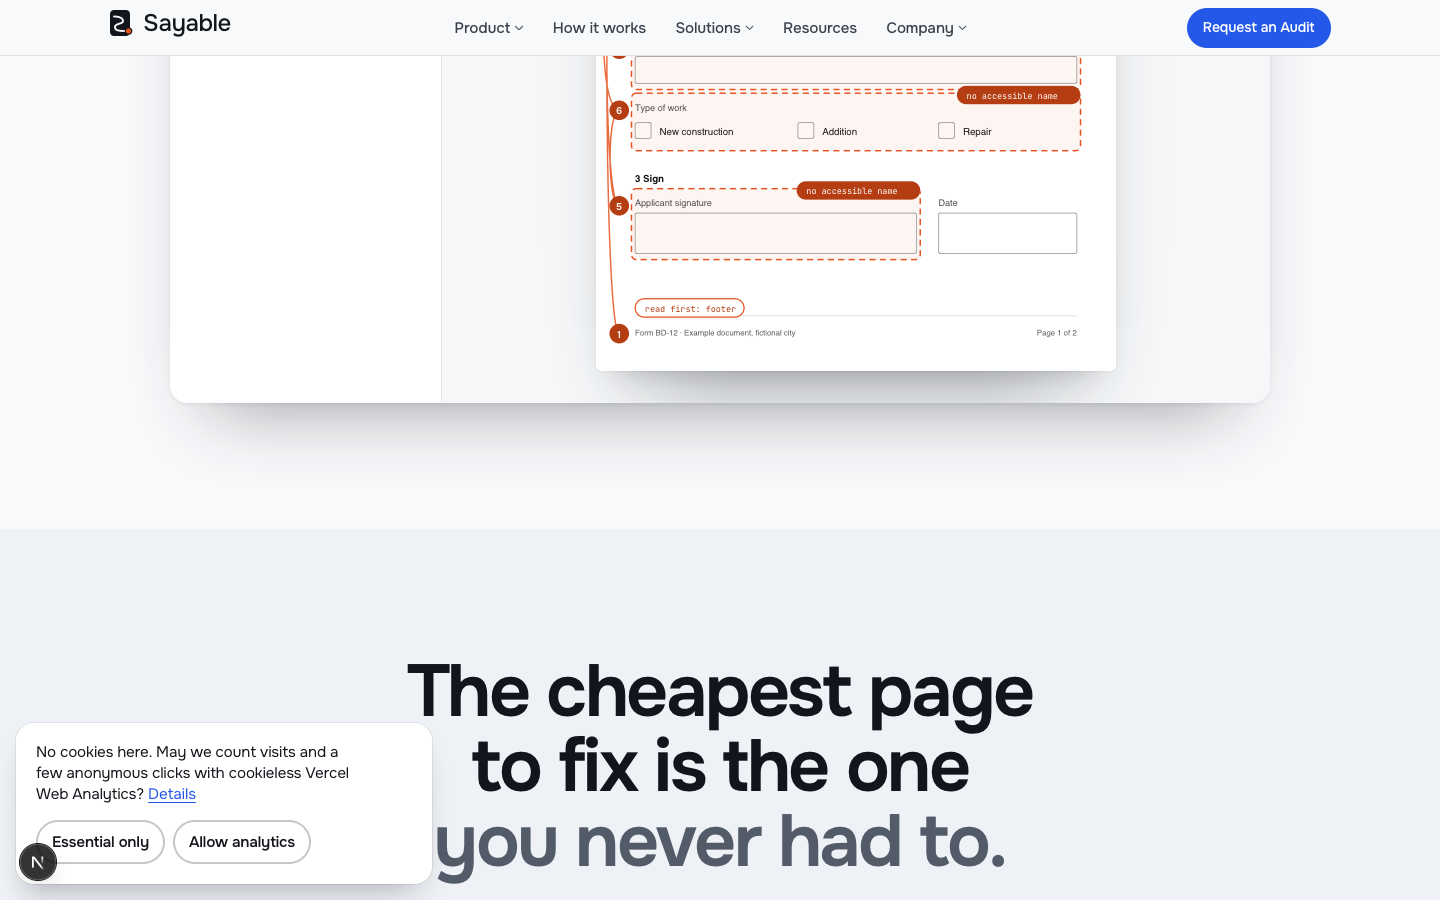 Sayable
Product
How it works
Solutions
Resources
Company
Request an Audit
no accessible name
6
Type of work
New construction
Addition
Repair
3 Sign
no accessible name
5
Applicant signature
Date
read first: footer
1
Form BD-12 · Example document, fictional city
Page 1 of 2
The cheapest page
to fix is the one
you never had to.
No cookies here. May we count visits and a
few anonymous clicks with cookieless Vercel
Web Analytics? Details
Essential only
Allow analytics
N